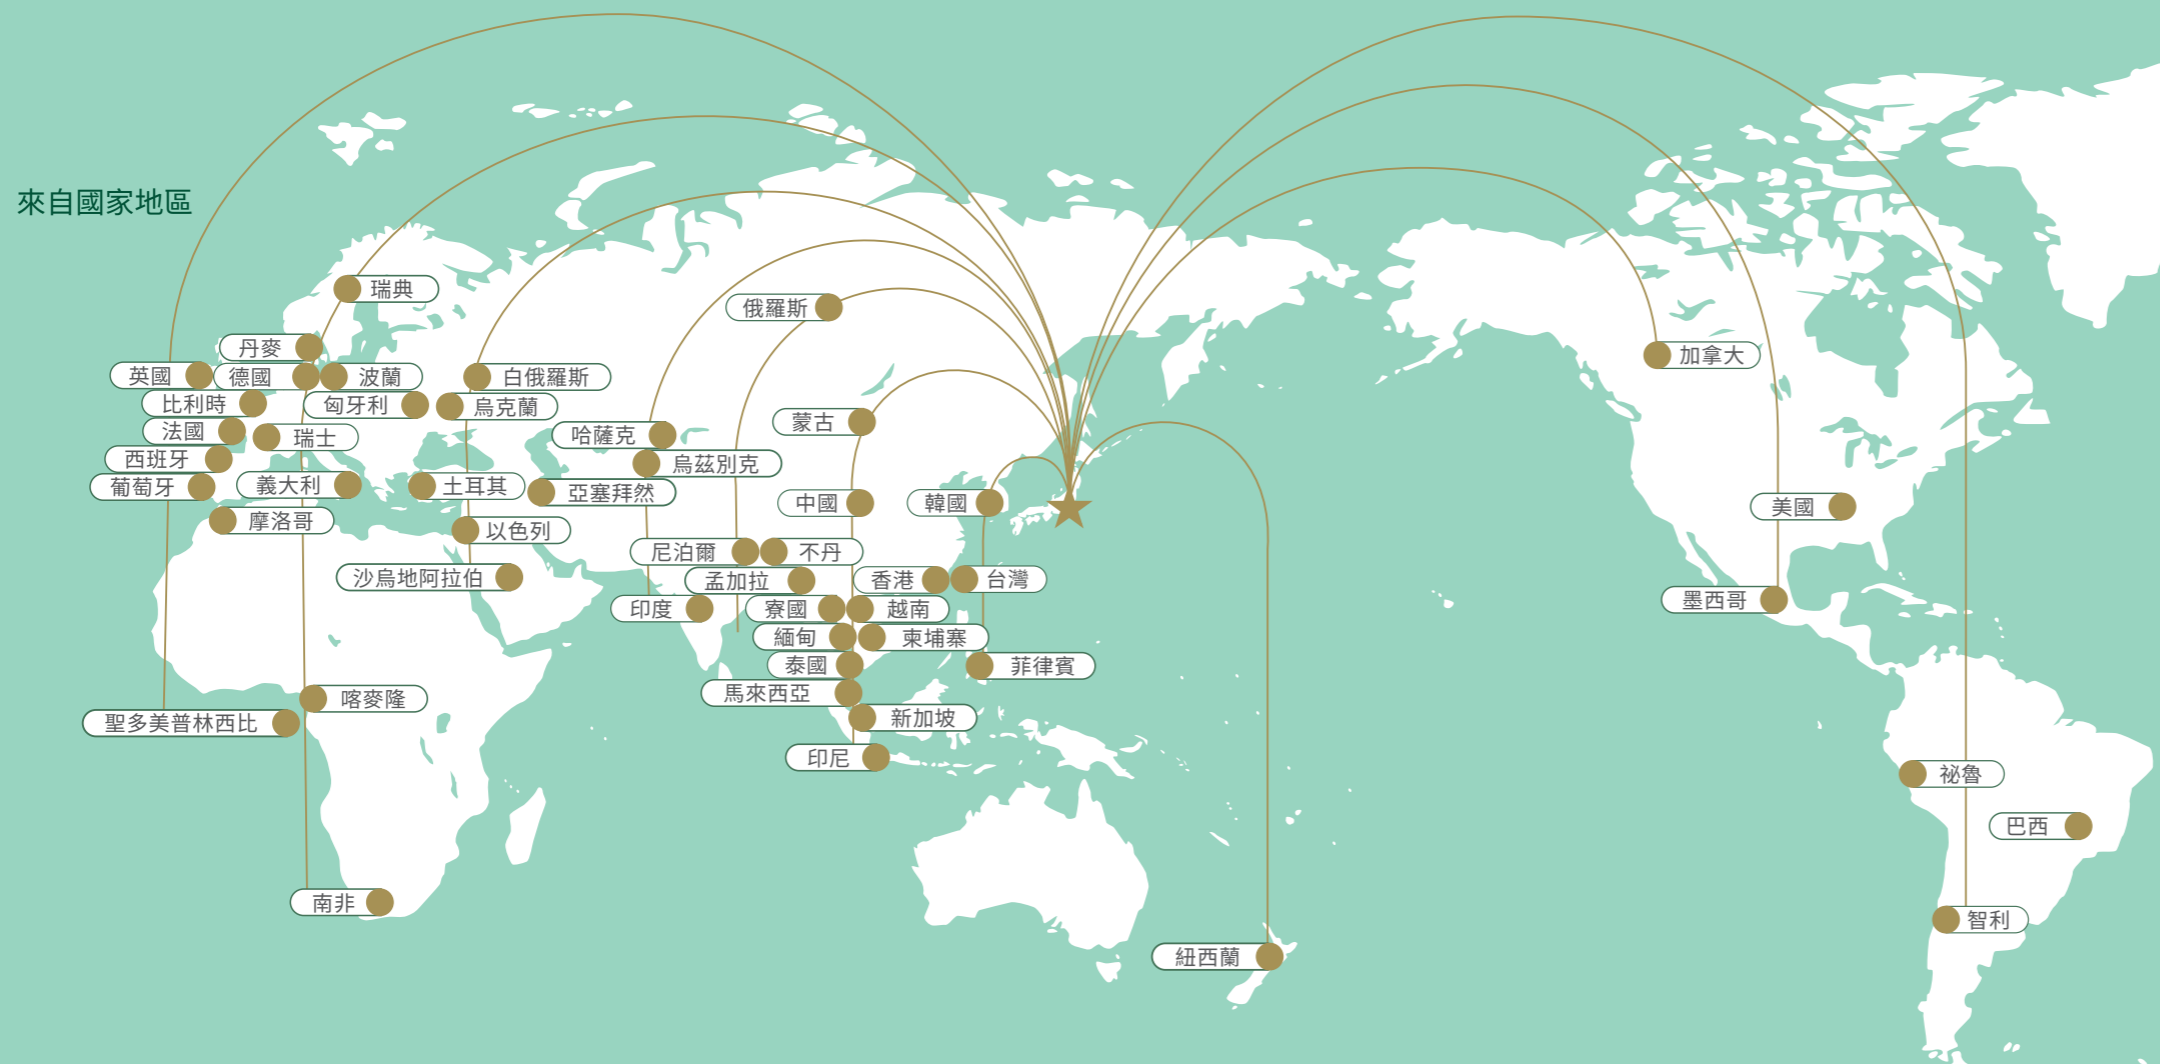 來自國家地區
瑞典
俄羅斯
丹麥
加拿大
英國
德國
波蘭
白俄羅斯
比利時
匈牙利
烏克蘭
法國
瑞士
蒙古
哈薩克
西班牙
烏茲別克
葡萄牙
義大利
土耳其
亞塞拜然
中國
韓國
美國
摩洛哥
以色列
尼泊爾
不丹
沙烏地阿拉伯
孟加拉
香港
台灣
墨西哥
印度
寮國
越南
緬甸
柬埔寨
泰國
菲律賓
馬來西亞
喀麥隆
聖多美普林西比
新加坡
印尼
祕魯
巴西
南非
智利
紐西蘭